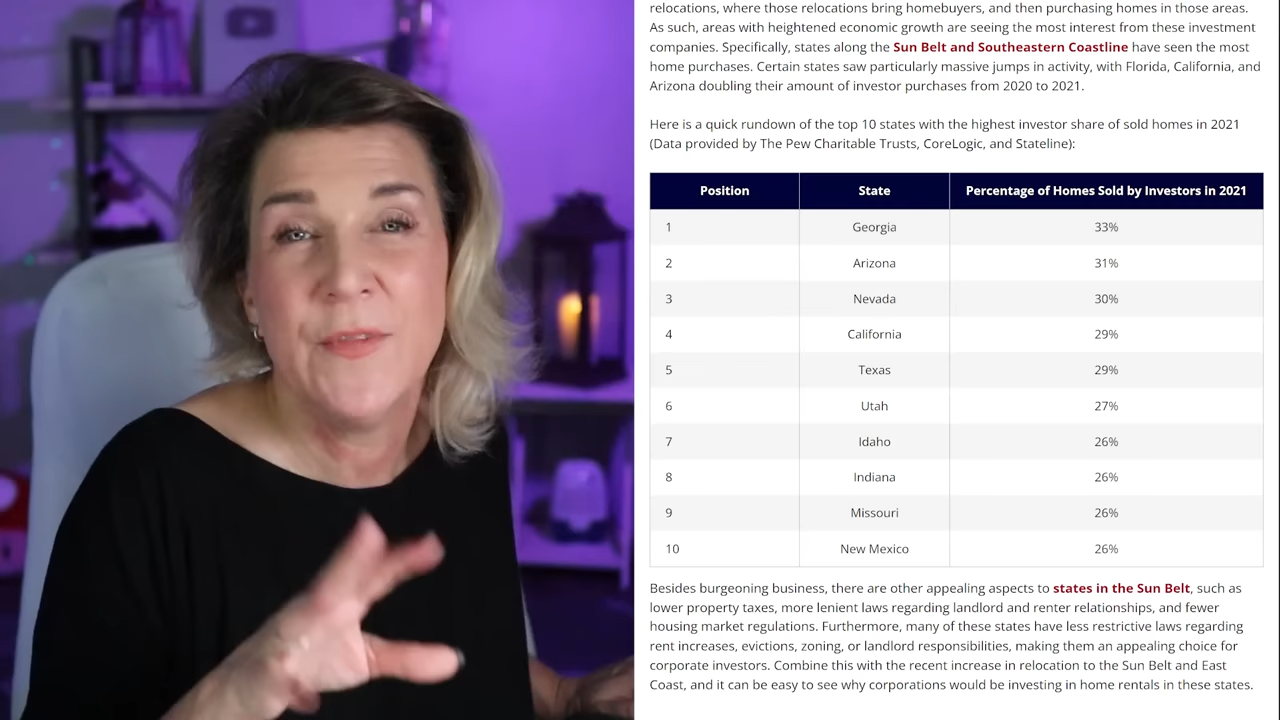 relocations, where those relocations bring homebuyers, and then purchasing homes in those areas.
As such, areas with heightened economic growth are seeing the most interest from these investment
companies. Specifically, states along the Sun Belt and Southeastern Coastline have seen the most
home purchases. Certain states saw particularly massive jumps in activity, with Florida, California, and
Arizona doubling their amount of investor purchases from 2020 to 2021.
Here is a quick rundown of the top 10 states with the highest investor share of sold homes in 2021
(Data provided by The Pew Charitable Trusts, CoreLogic, and Stateline):
Position State Percentage of Homes Sold by Investors in 2021
1 Georgia 33%
2 Arizona 31%
3 Nevada 30%
4 California 29%
5 Texas 29%
6 Utah 27%
7 Idaho 26%
8 Indiana 26%
9 Missouri 26%
10 New Mexico 26%
Besides burgeoning business, there are other appealing aspects to states in the Sun Belt, such as
lower property taxes, more lenient laws regarding landlord and renter relationships, and fewer
housing market regulations. Furthermore, many of these states have less restrictive laws regarding
rent increases, evictions, zoning, or landlord responsibilities, making them an appealing choice for
corporate investors. Combine this with the recent increase in relocation to the Sun Belt and East
Coast, and it can be easy to see why corporations would be investing in home rentals in these states.